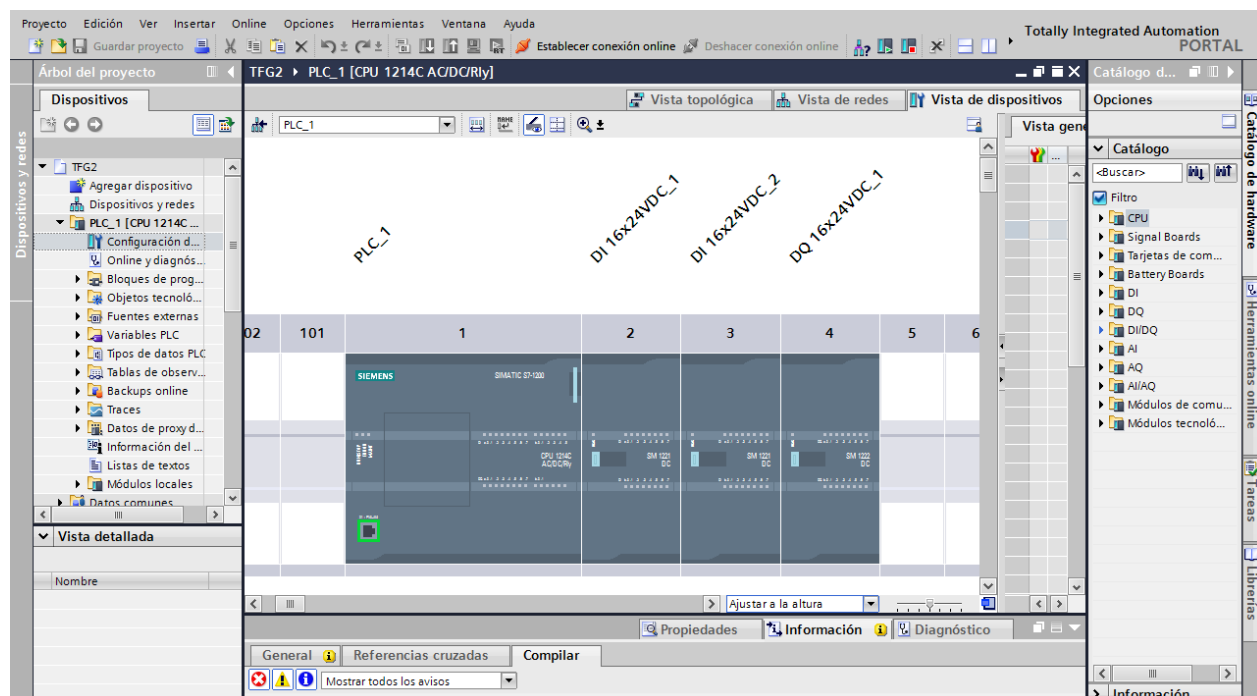 Proyecto Edición Ver Insertar Online Opciones Herramientas Ventana Ayuda
Totally Integrated Automation
PORTAL
Guardar proyecto
Establecer conexión online
Deshacer conexión online
Árbol del proyecto
TFG2 PLC_1 [CPU 1214C AC/DC/Rly]
Catálogo d...
Dispositivos y redes
Dispositivos
TFG2
Agregar dispositivo
Dispositivos y redes
PLC_1 [CPU 1214C ...
Configuración d...
Online y diagnós...
Bloques de prog...
Objetos tecnoló...
Fuentes externas
Variables PLC
Tipos de datos PLC
Tablas de observ...
Backups online
Traces
Datos de proxy d...
Información del ...
Listas de textos
Módulos locales
Datos comunes
Vista detallada
Nombre
Vista topológica
Vista de redes
Vista de dispositivos
PLC_1
Vista gene
...
PLC_1
DI 16x24VDC_1
DI 16x24VDC_2
DQ 16x24VDC_1
02 101 1 2 3 4 5 6
SIEMENS
SIMATIC S7-1200
CPU 1214C
AC/DC/Rly
SM 1221
DC
SM 1221
DC
SM 1222
DC
Ajustar a la altura
Propiedades
Información
Diagnóstico
General
Referencias cruzadas
Compilar
Mostrar todos los avisos
Opciones
Catálogo
<Buscar>
Filtro
CPU
Signal Boards
Tarjetas de com...
Battery Boards
DI
DQ
DI/DQ
AI
AQ
AI/AQ
Módulos de comu...
Módulos tecnoló...
Información
Catálogo de hardware
Herramientas online
Tareas
Librerías